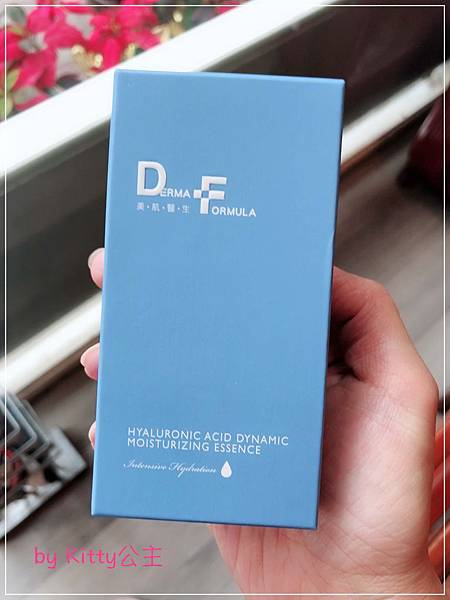 DERMA FORMULA
美·肌·醫·生
HYALURONIC ACID DYNAMIC
MOISTURIZING ESSENCE
Intensive Hydration
by Kitty公主